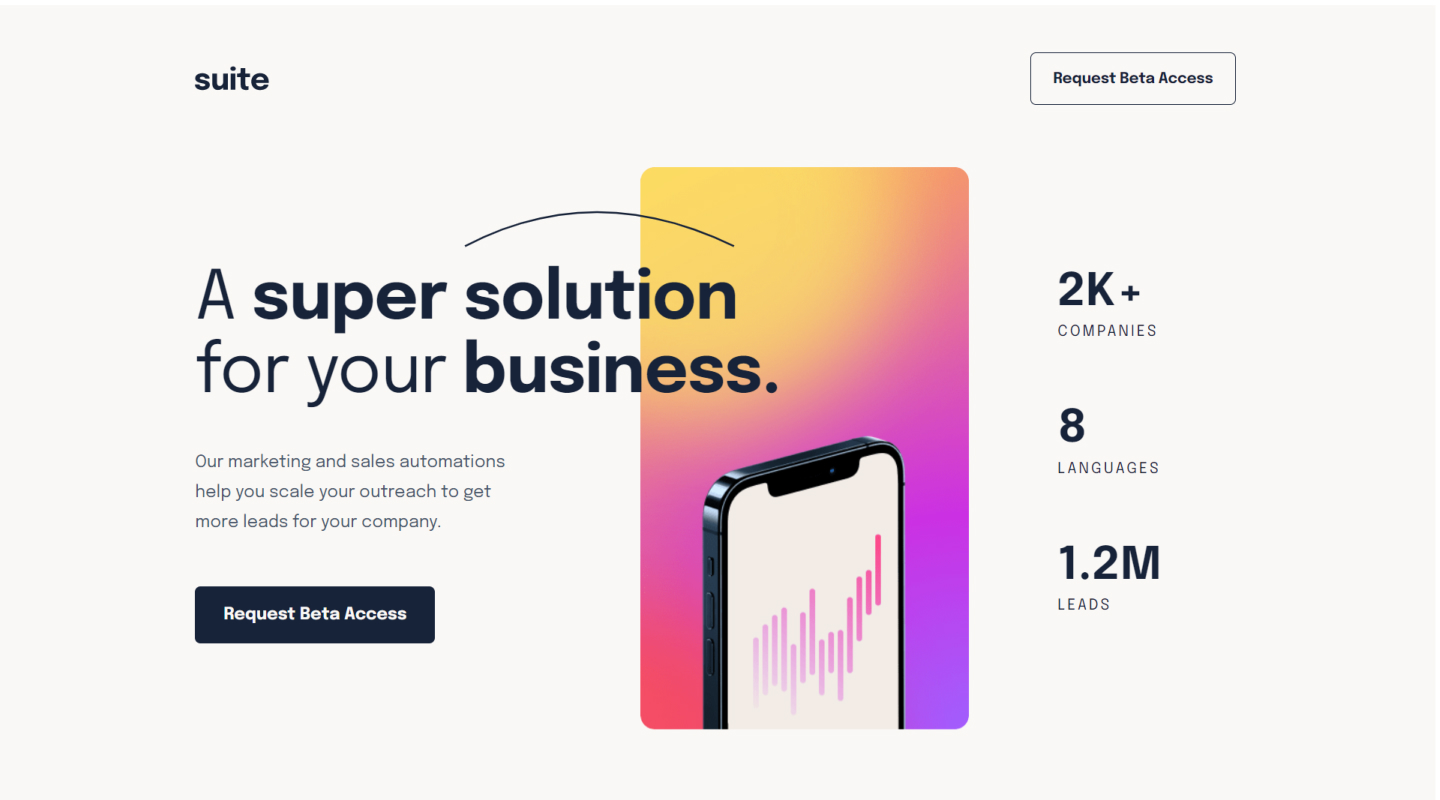 suite
Request Beta Access
A super solution
for your business.
Our marketing and sales automations
help you scale your outreach to get
more leads for your company.
Request Beta Access
2K+
COMPANIES
8
LANGUAGES
1.2M
LEADS